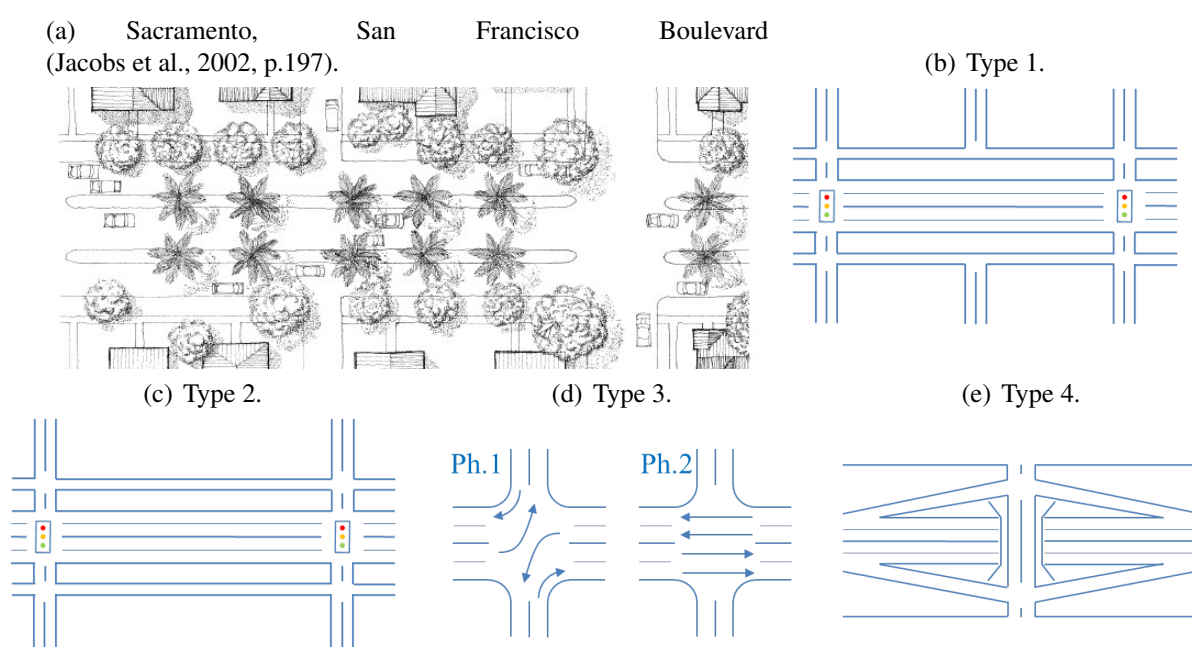 (a) Sacramento, San Francisco Boulevard
(Jacobs et al., 2002, p.197).
(b) Type 1.
(c) Type 2.
(d) Type 3.
(e) Type 4.
Ph.1
Ph.2